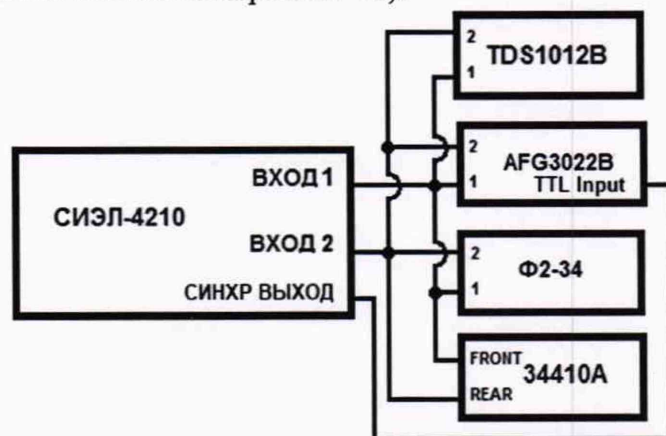 2
TDS1012B
1
2
AFG3022B
1
TTL Input
ВХОД 1
СИЭЛ-4210
ВХОД 2
2
Ф2-34
1
СИНХР ВЫХОД
FRONT
34410A
REAR